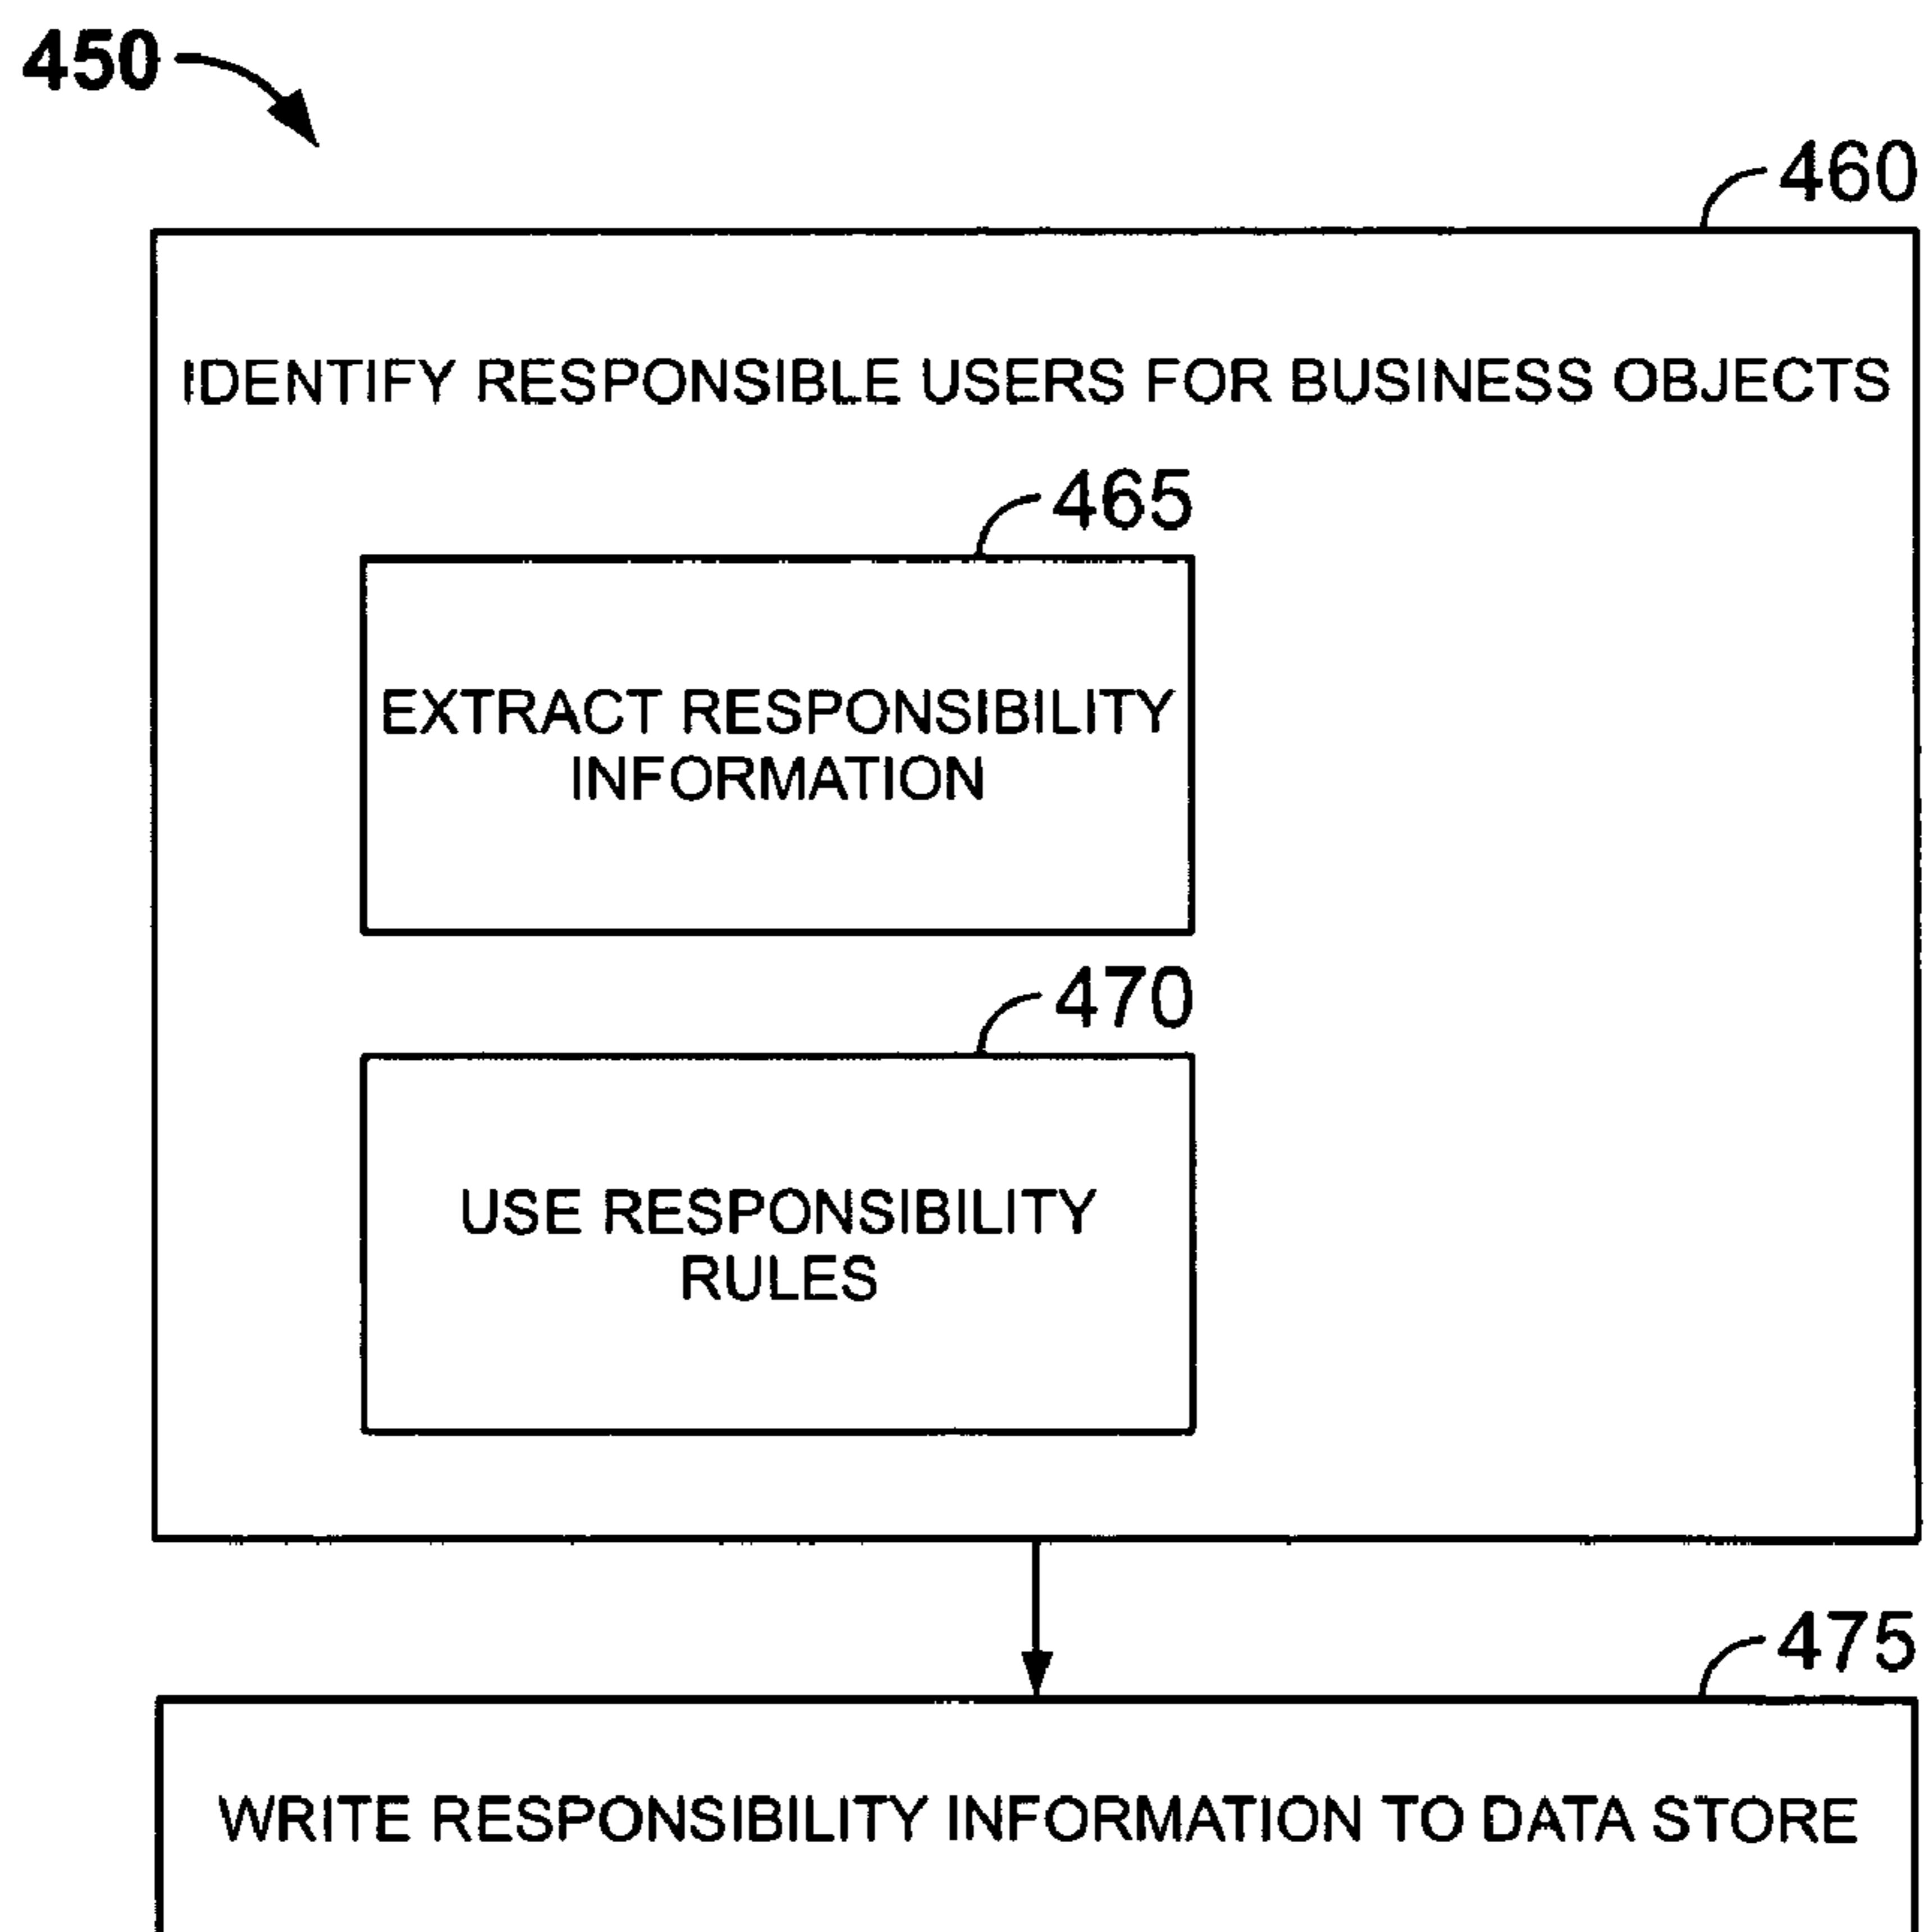 450
460
IDENTIFY RESPONSIBLE USERS FOR BUSINESS OBJECTS
465
EXTRACT RESPONSIBILITY
INFORMATION
470
USE RESPONSIBILITY
RULES
475
WRITE RESPONSIBILITY INFORMATION TO DATA STORE